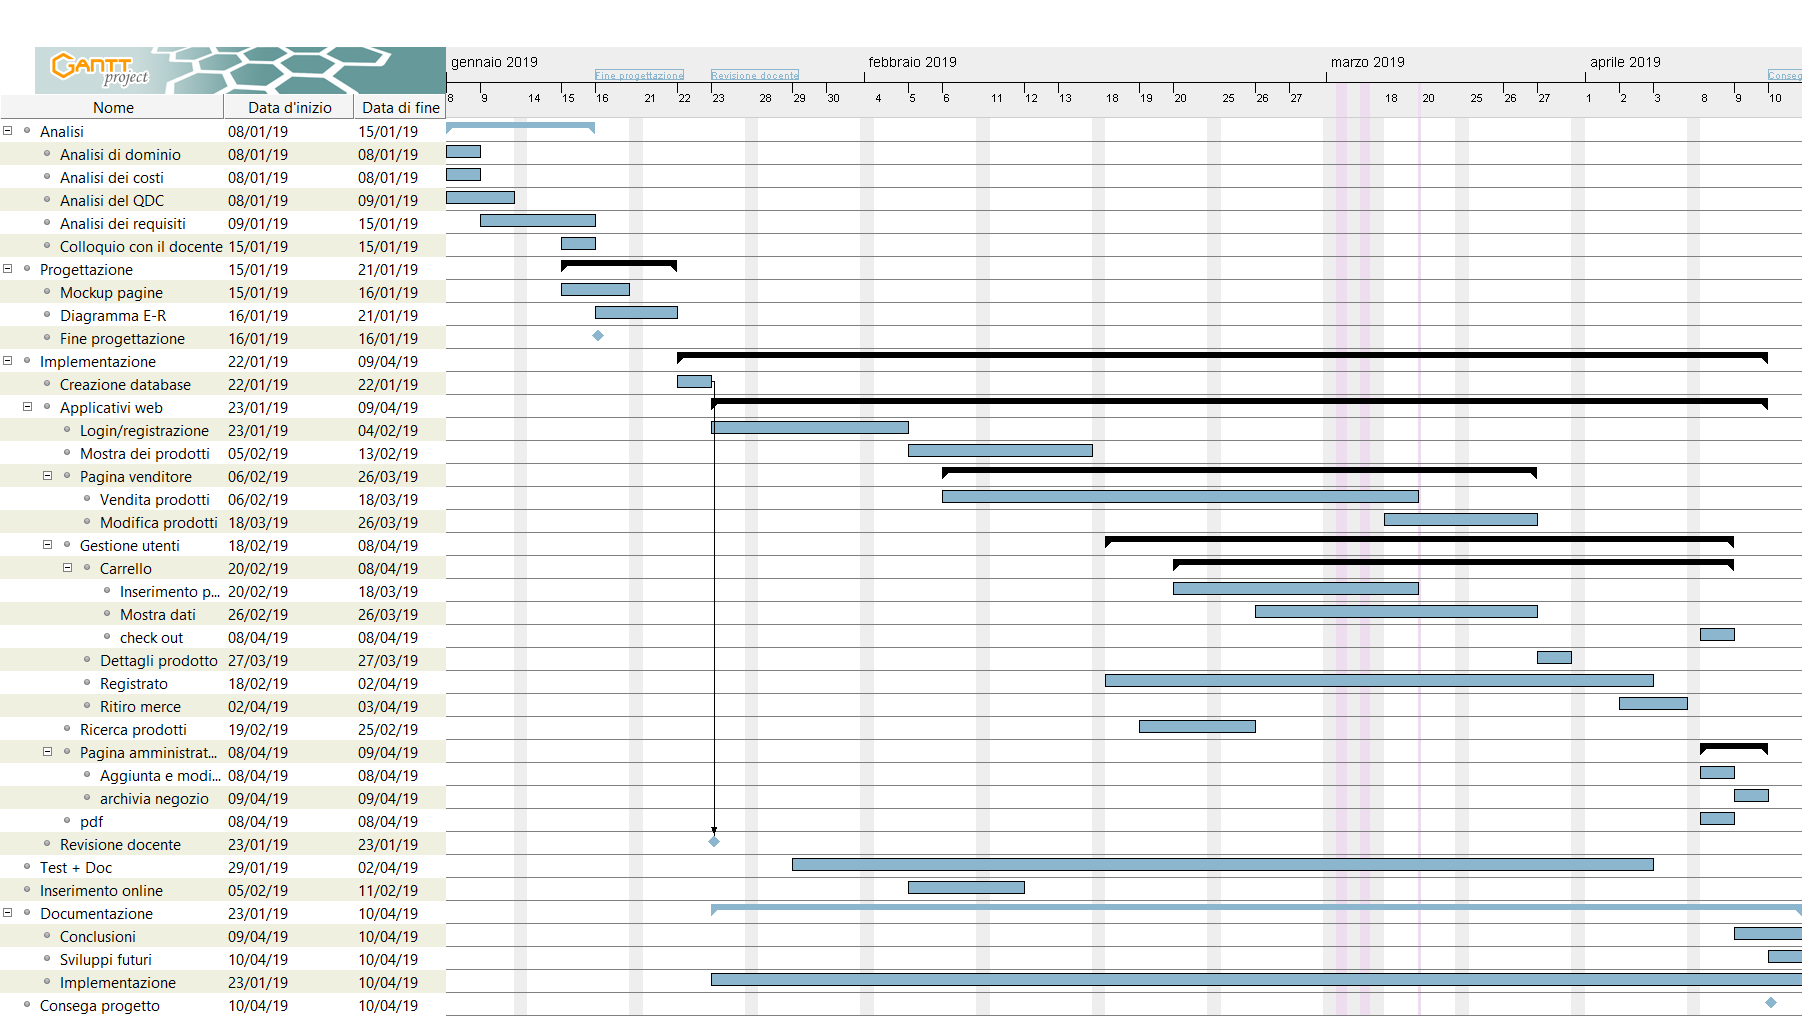 GANTT
project
gennaio 2019 febbraio 2019 marzo 2019 aprile 2019
Fine progettazione Revisione docente Conseg
8 9 14 15 16 21 22 23 28 29 30 4 5 6 11 12 13 18 19 20 25 26 27 18 20 25 26 27 1 2 3 8 9 10
Nome Data d'inizio Data di fine
Analisi 08/01/19 15/01/19
Analisi di dominio 08/01/19 08/01/19
Analisi dei costi 08/01/19 08/01/19
Analisi del QDC 08/01/19 09/01/19
Analisi dei requisiti 09/01/19 15/01/19
Colloquio con il docente 15/01/19 15/01/19
Progettazione 15/01/19 21/01/19
Mockup pagine 15/01/19 16/01/19
Diagramma E-R 16/01/19 21/01/19
Fine progettazione 16/01/19 16/01/19
Implementazione 22/01/19 09/04/19
Creazione database 22/01/19 22/01/19
Applicativi web 23/01/19 09/04/19
Login/registrazione 23/01/19 04/02/19
Mostra dei prodotti 05/02/19 13/02/19
Pagina venditore 06/02/19 26/03/19
Vendita prodotti 06/02/19 18/03/19
Modifica prodotti 18/03/19 26/03/19
Gestione utenti 18/02/19 08/04/19
Carrello 20/02/19 08/04/19
Inserimento p... 20/02/19 18/03/19
Mostra dati 26/02/19 26/03/19
check out 08/04/19 08/04/19
Dettagli prodotto 27/03/19 27/03/19
Registrato 18/02/19 02/04/19
Ritiro merce 02/04/19 03/04/19
Ricerca prodotti 19/02/19 25/02/19
Pagina amministrat... 08/04/19 09/04/19
Aggiunta e modi... 08/04/19 08/04/19
archivia negozio 09/04/19 09/04/19
pdf 08/04/19 08/04/19
Revisione docente 23/01/19 23/01/19
Test + Doc 29/01/19 02/04/19
Inserimento online 05/02/19 11/02/19
Documentazione 23/01/19 10/04/19
Conclusioni 09/04/19 10/04/19
Sviluppi futuri 10/04/19 10/04/19
Implementazione 23/01/19 10/04/19
Consega progetto 10/04/19 10/04/19